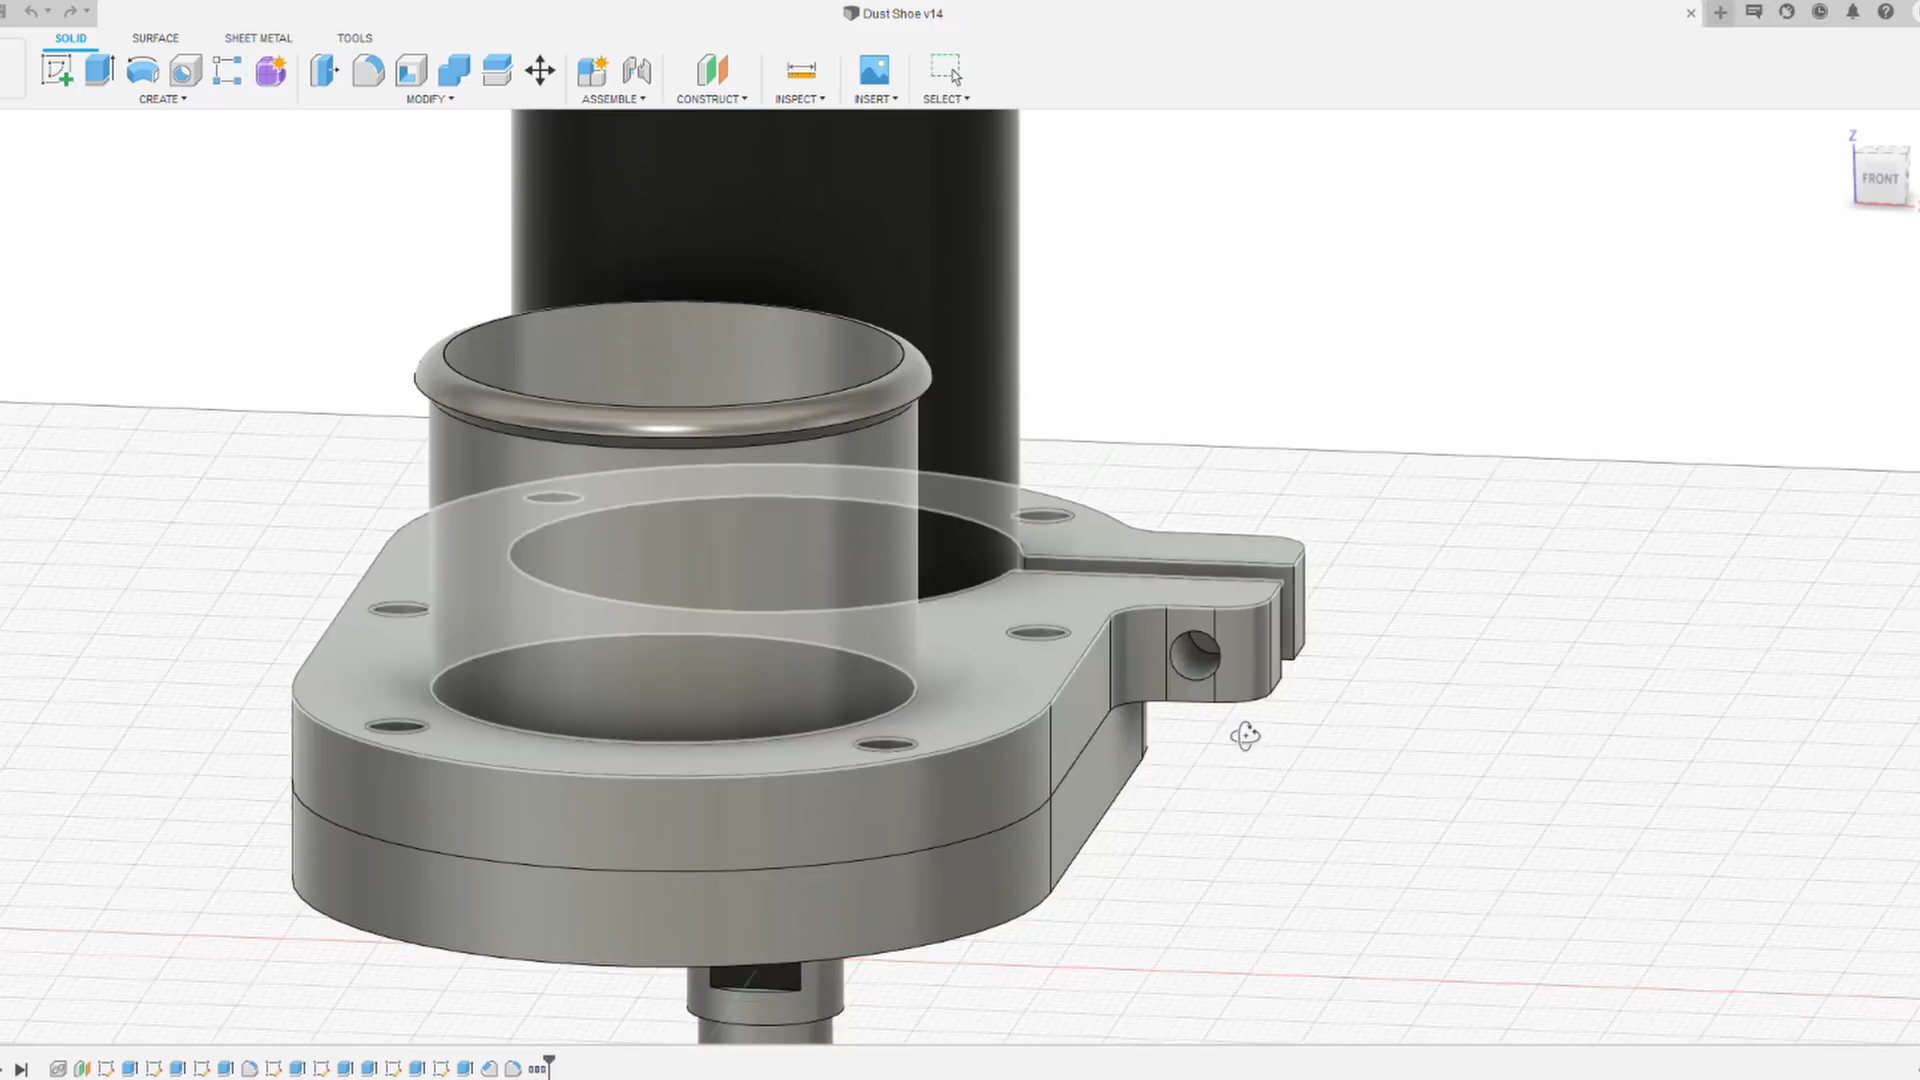 Dust Shoe v14
SOLID
SURFACE
SHEET METAL
TOOLS
CREATE
MODIFY
ASSEMBLE
CONSTRUCT
INSPECT
INSERT
SELECT
Z
FRONT